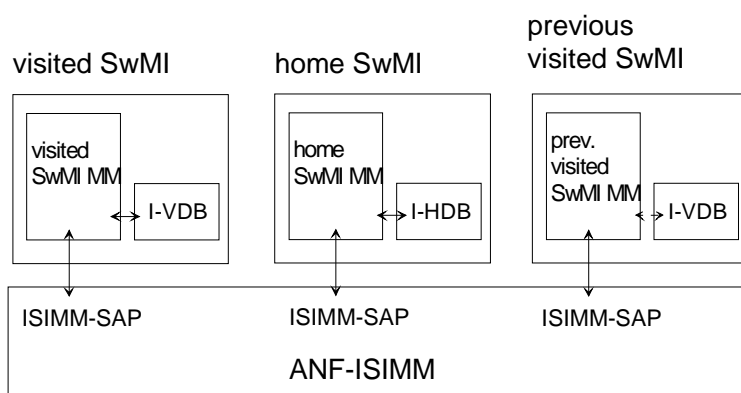 visited SwMI
home SwMI
previous
visited SwMI
visited
SwMI MM
I-VDB
home
SwMI MM
I-HDB
prev.
visited
SwMI MM
I-VDB
ISIMM-SAP
ISIMM-SAP
ISIMM-SAP
ANF-ISIMM